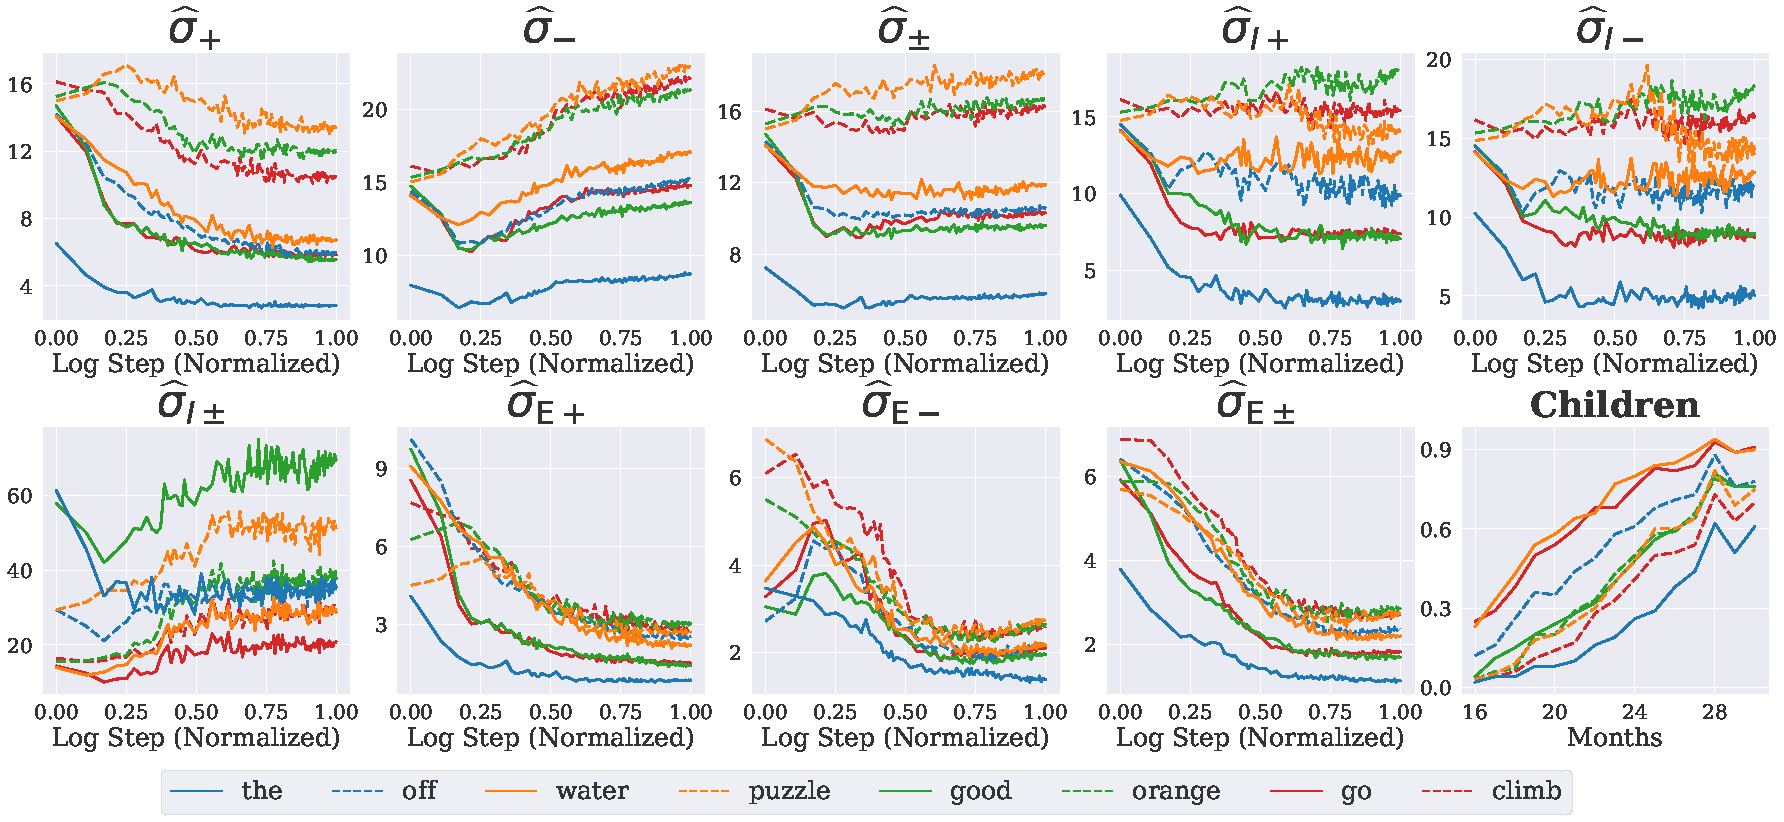 σ̂₊ σ̂₋ σ̂± σ̂_{I+} σ̂_{I−}
16 20 16 15 20
12 15 12 10 15
8 10 8 5 10
4 5
0.00 0.25 0.50 0.75 1.00 0.00 0.25 0.50 0.75 1.00 0.00 0.25 0.50 0.75 1.00 0.00 0.25 0.50 0.75 1.00 0.00 0.25 0.50 0.75 1.00
Log Step (Normalized) Log Step (Normalized) Log Step (Normalized) Log Step (Normalized) Log Step (Normalized)
σ̂_{I±} σ̂_{E+} σ̂_{E−} σ̂_{E±} Children
60 9 6 6 0.9
40 6 4 4 0.6
20 3 2 2 0.3
0.0
0.00 0.25 0.50 0.75 1.00 0.00 0.25 0.50 0.75 1.00 0.00 0.25 0.50 0.75 1.00 0.00 0.25 0.50 0.75 1.00 16 20 24 28
Log Step (Normalized) Log Step (Normalized) Log Step (Normalized) Log Step (Normalized) Months
the off water puzzle good orange go climb